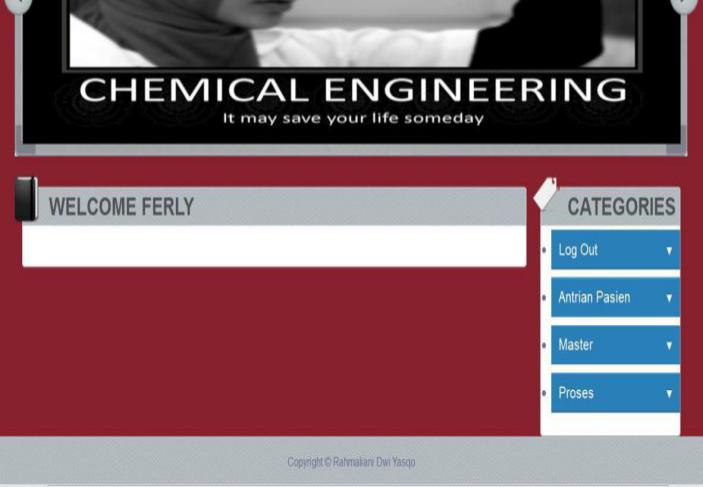 CHEMICAL ENGINEERING
It may save your life someday
WELCOME FERLY
CATEGORIES
Log Out
Antrian Pasien
Master
Proses
Copyright © Rahmaliani Dwi Yasqo